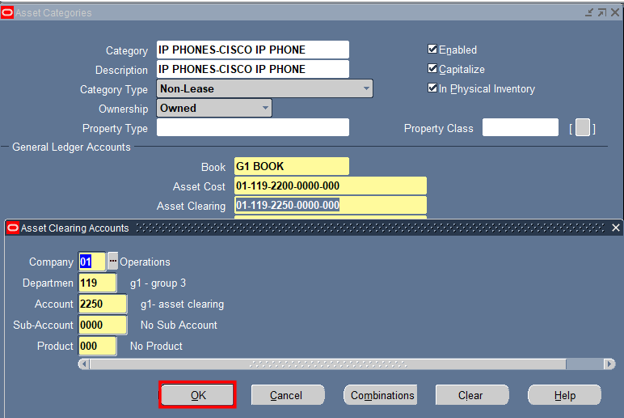 Asset Categories
Category IP PHONES-CISCO IP PHONE Enabled
Description IP PHONES-CISCO IP PHONE Capitalize
Category Type Non-Lease In Physical Inventory
Ownership Owned
Property Type Property Class [ ]
General Ledger Accounts
Book G1 BOOK
Asset Cost 01-119-2200-0000-000
Asset Clearing 01-119-2250-0000-000
Asset Clearing Accounts
Company 01 ... Operations
Departmen 119 g1 - group 3
Account 2250 g1- asset clearing
Sub-Account 0000 No Sub Account
Product 000 No Product
OK Cancel Combinations Clear Help